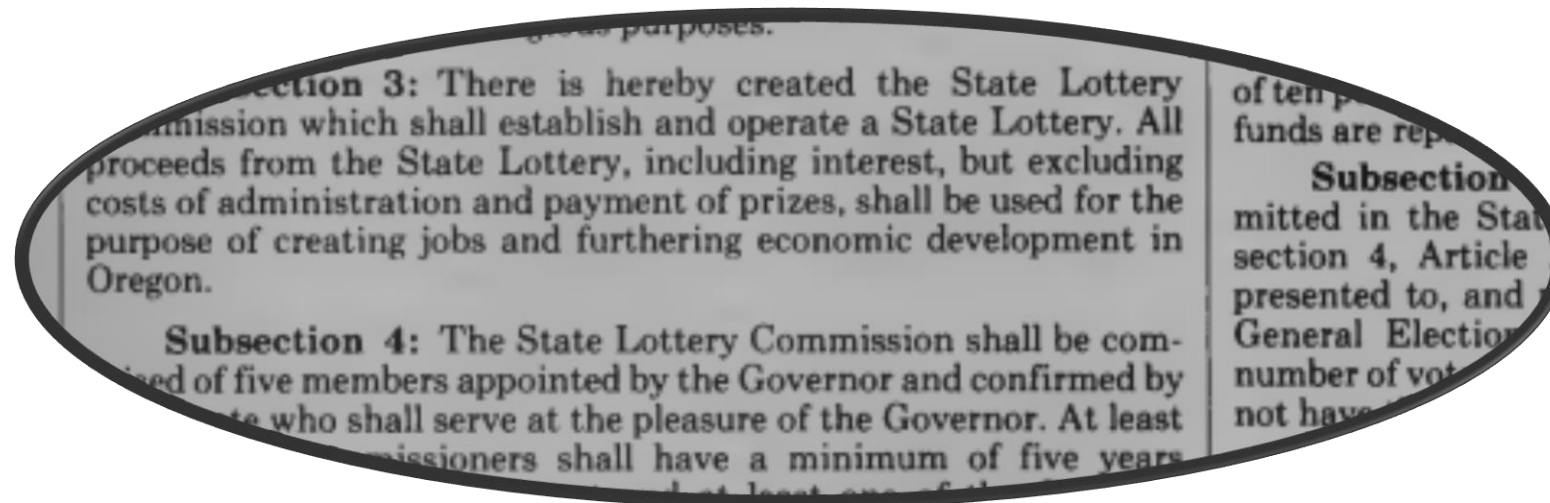 purposes.
3: There is hereby created the State Lottery
which shall establish and operate a State Lottery. All
proceeds from the State Lottery, including interest, but excluding
costs of administration and payment of prizes, shall be used for the
purpose of creating jobs and furthering economic development in
Oregon.
Subsection 4: The State Lottery Commission shall be com-
of five members appointed by the Governor and confirmed by
who shall serve at the pleasure of the Governor. At least
shall have a minimum of five years
of ten
funds are
Subsection
mitted in the
section 4, Article
presented to, and
General Election
number of
not have